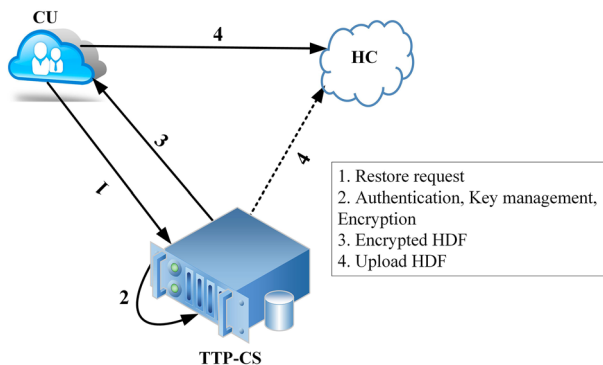 CU
4
HC
3
4
1
1. Restore request
2. Authentication, Key management,
Encryption
3. Encrypted HDF
4. Upload HDF
2
TTP-CS